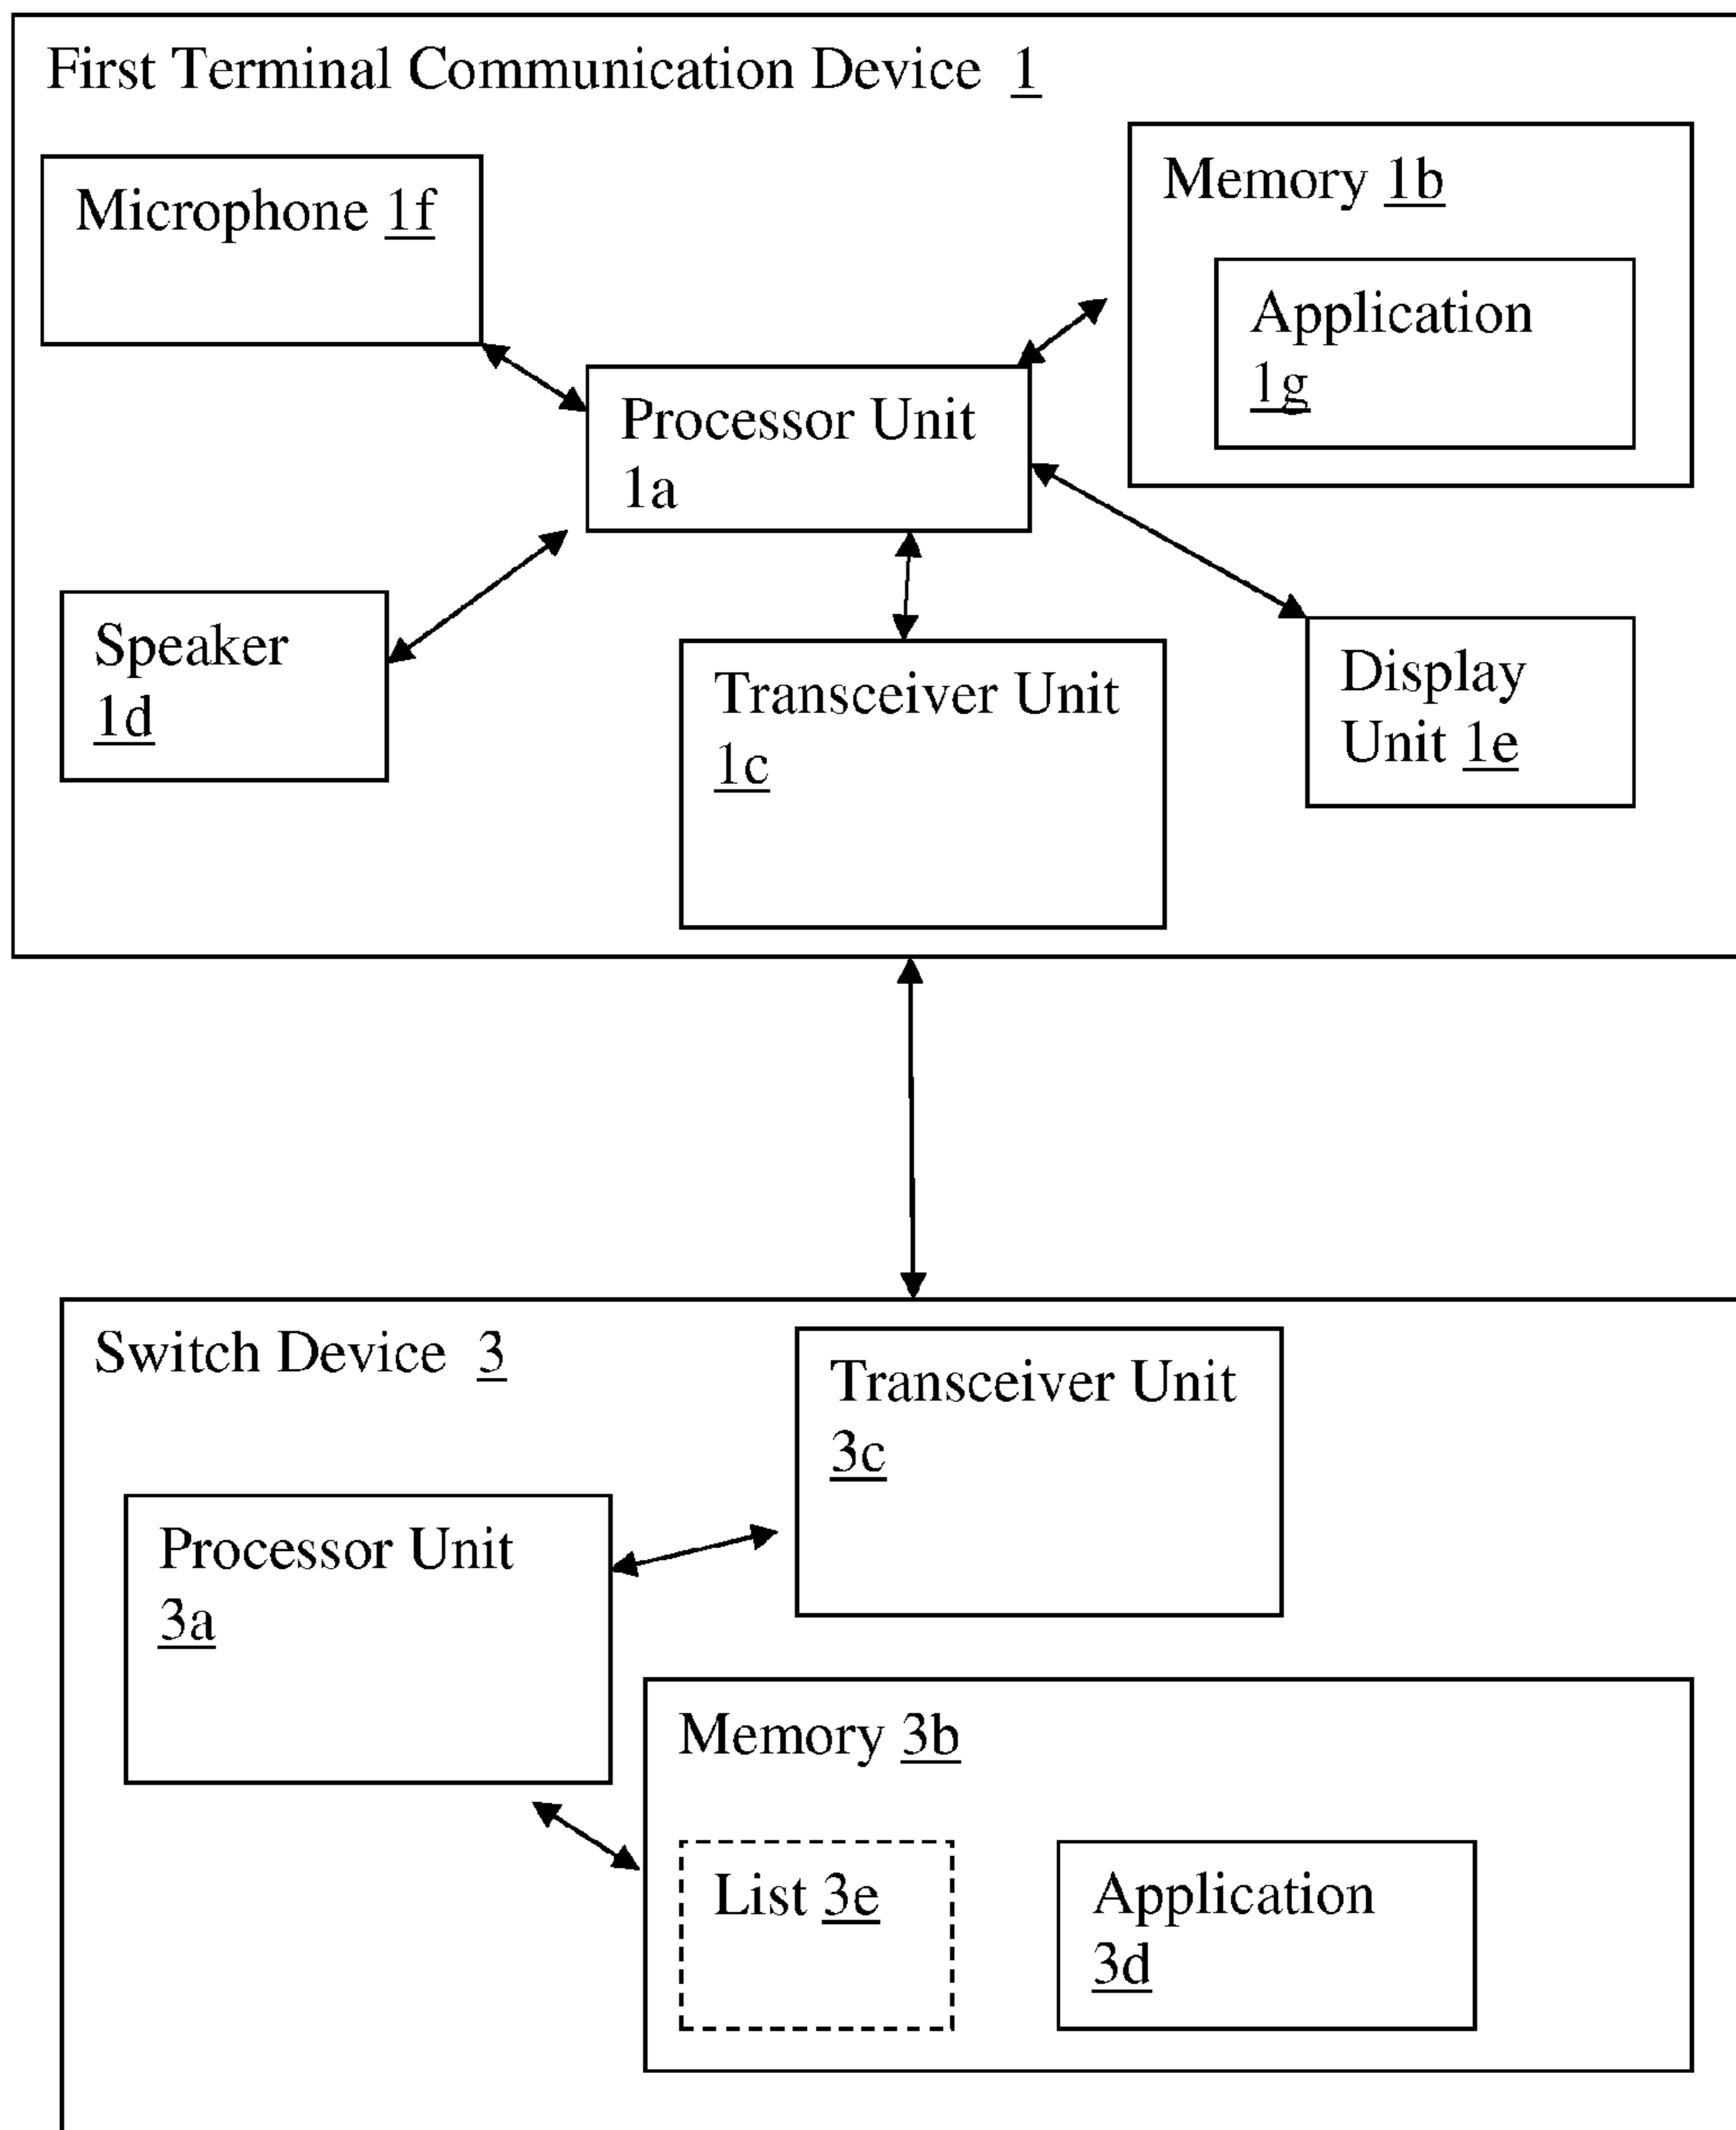 First Terminal Communication Device 1
Microphone 1f
Memory 1b
Application
1g
Processor Unit
1a
Speaker
1d
Transceiver Unit
1c
Display
Unit 1e
Switch Device 3
Transceiver Unit
3c
Processor Unit
3a
Memory 3b
List 3e
Application
3d